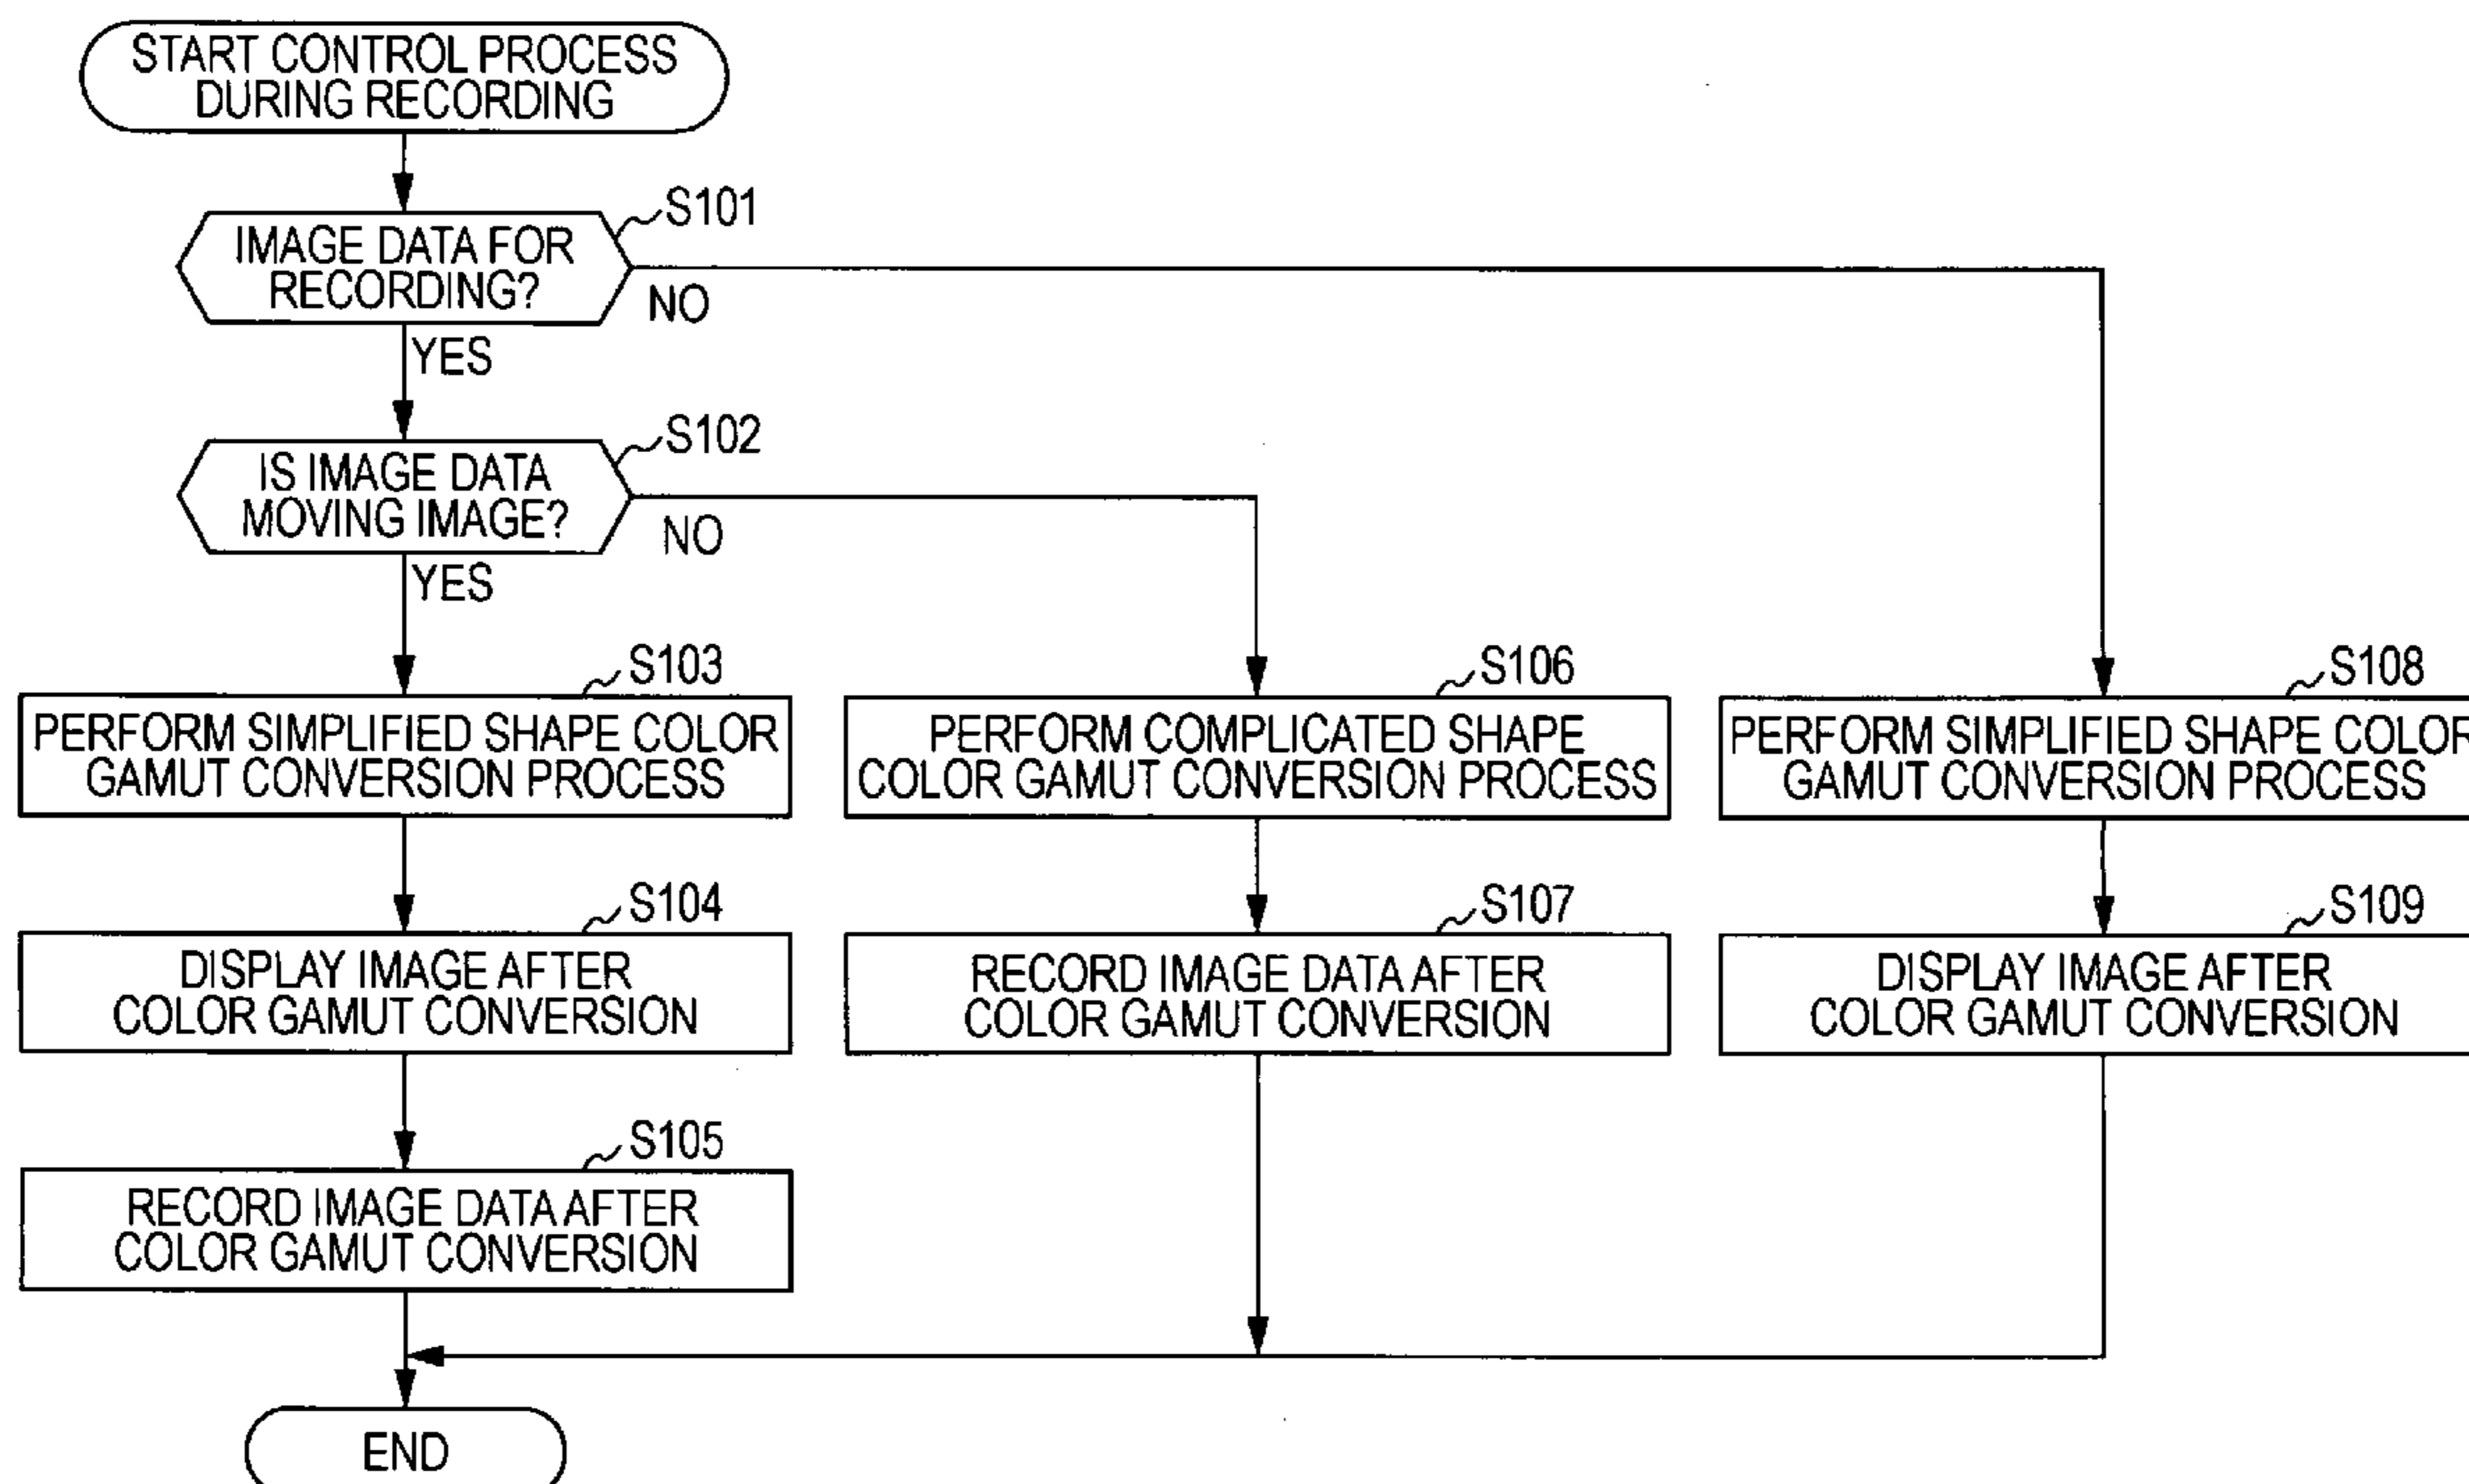 START CONTROL PROCESS
DURING RECORDING
S101
IMAGE DATA FOR
RECORDING?
NO
YES
S102
IS IMAGE DATA
MOVING IMAGE?
NO
YES
S103
PERFORM SIMPLIFIED SHAPE COLOR
GAMUT CONVERSION PROCESS
S106
PERFORM COMPLICATED SHAPE
COLOR GAMUT CONVERSION PROCESS
S108
PERFORM SIMPLIFIED SHAPE COLOR
GAMUT CONVERSION PROCESS
S104
DISPLAY IMAGE AFTER
COLOR GAMUT CONVERSION
S107
RECORD IMAGE DATA AFTER
COLOR GAMUT CONVERSION
S109
DISPLAY IMAGE AFTER
COLOR GAMUT CONVERSION
S105
RECORD IMAGE DATA AFTER
COLOR GAMUT CONVERSION
END